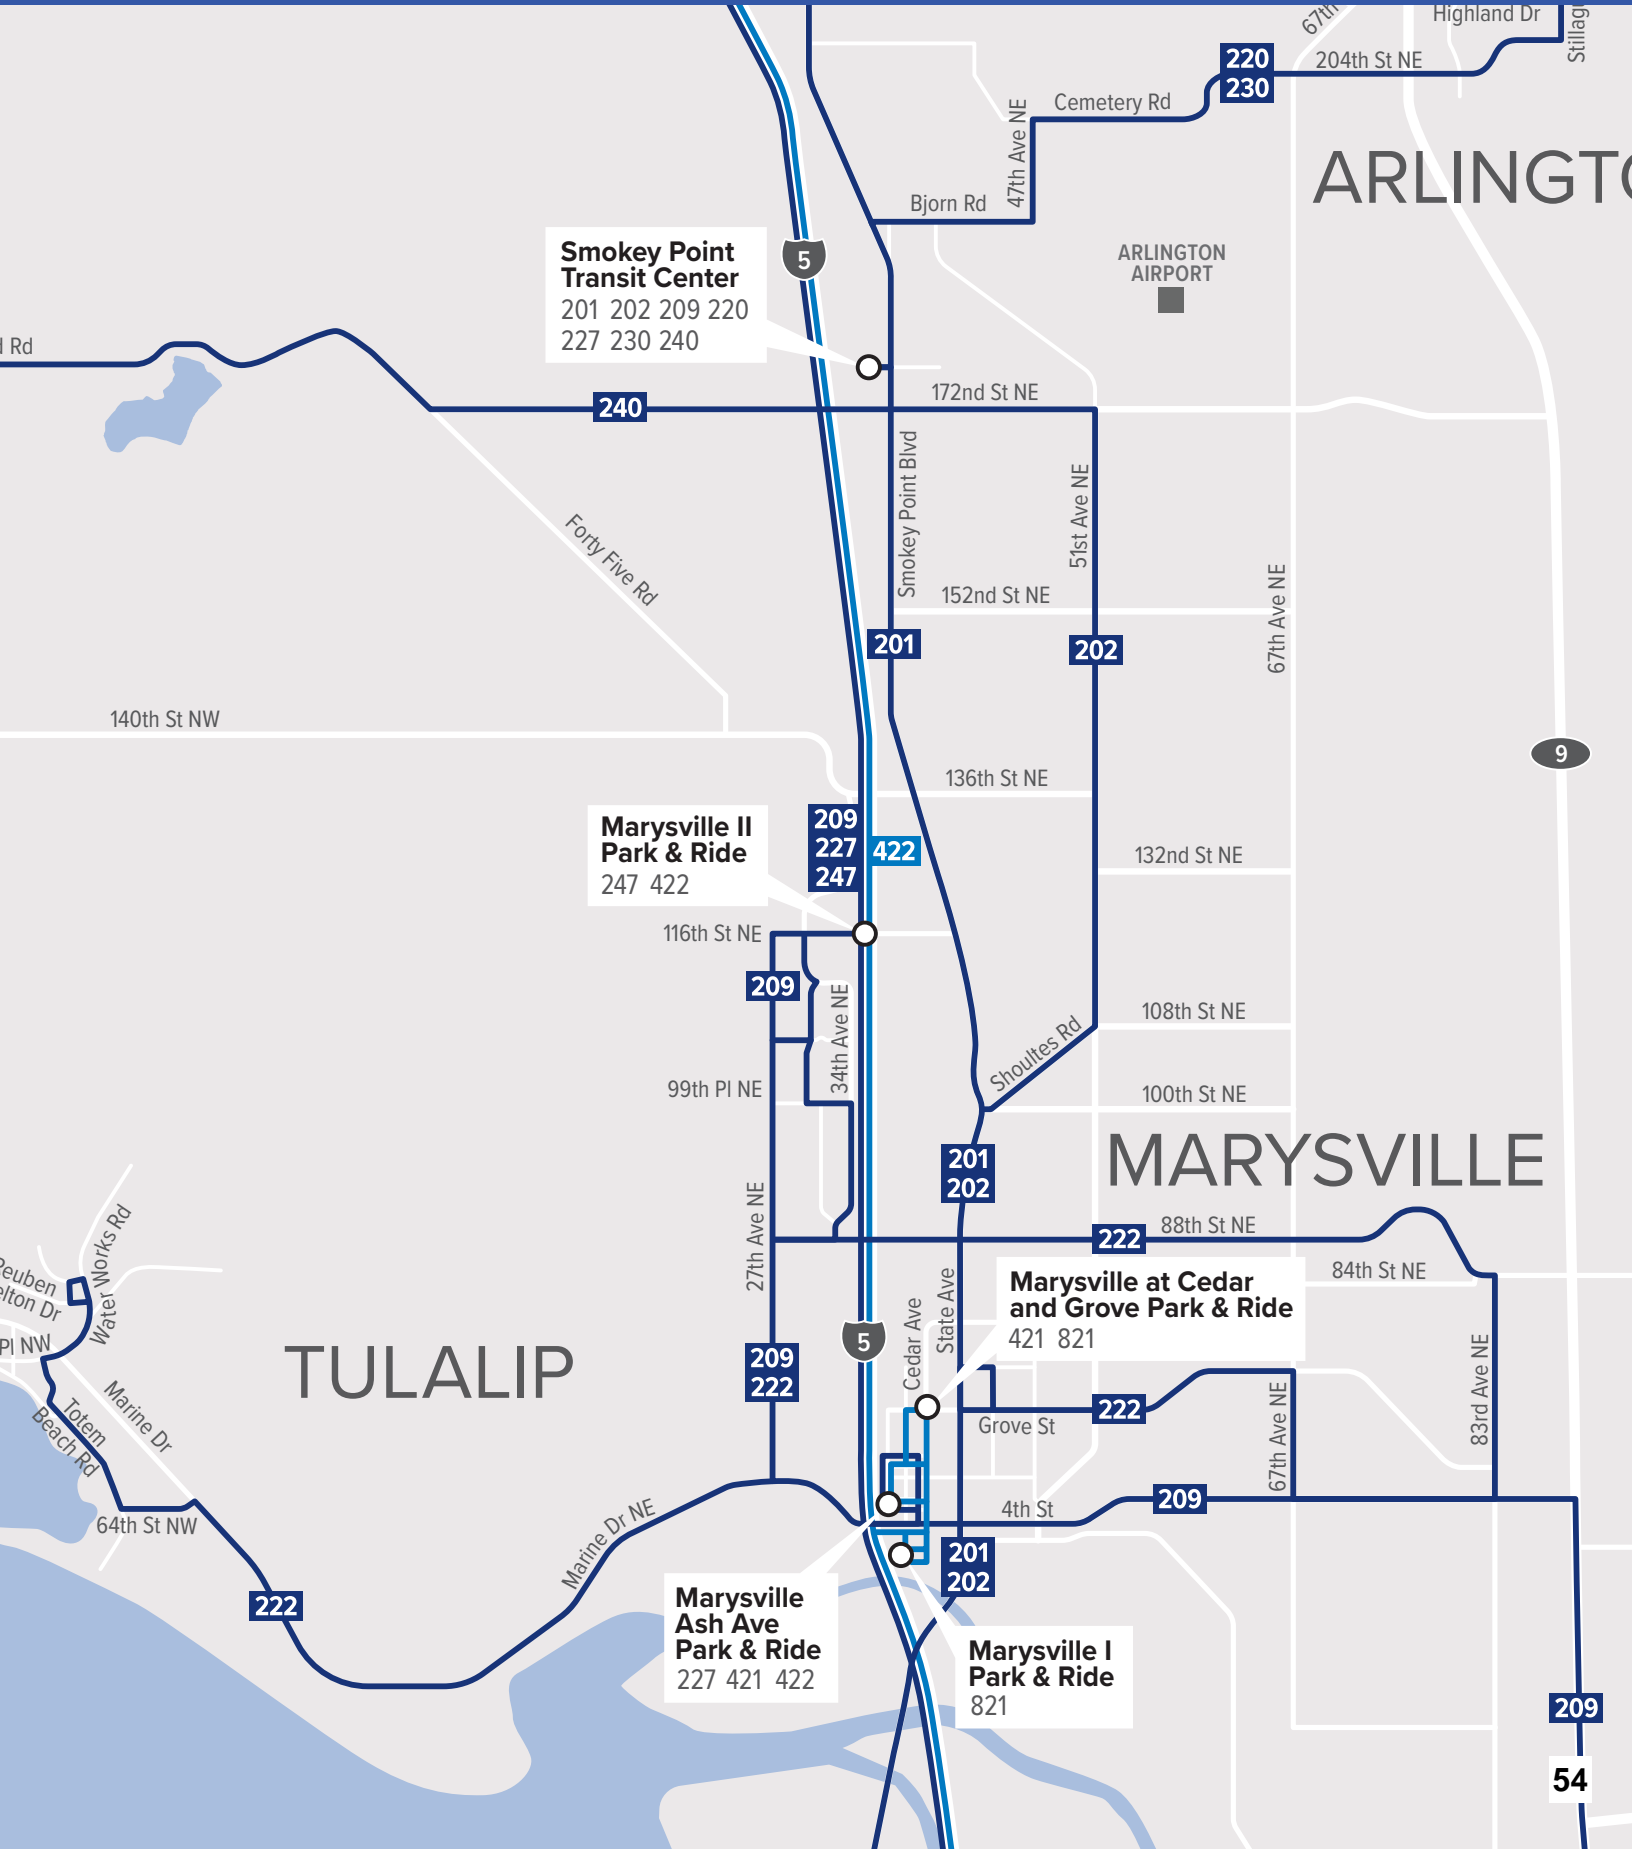 Highland Dr
67th
220
230
204th St NE
Cemetery Rd
47th Ave NE
ARLINGTO
Bjorn Rd
ARLINGTON
AIRPORT
5
Smokey Point
Transit Center
201 202 209 220
227 230 240
Rd
240
172nd St NE
Smokey Point Blvd
51st Ave NE
Forty Five Rd
152nd St NE
67th Ave NE
201
202
140th St NW
9
136th St NE
209
227
247
422
132nd St NE
Marysville II
Park & Ride
247 422
116th St NE
209
34th Ave NE
108th St NE
Shoultes Rd
99th Pl NE
100th St NE
MARYSVILLE
201
202
27th Ave NE
222
88th St NE
Water Works Rd
84th St NE
Marysville at Cedar
and Grove Park & Ride
421 821
State Ave
Cedar Ave
5
Pl NW
TULALIP
209
222
83rd Ave NE
67th Ave NE
222
Grove St
Marine Dr
Totem
Beach Rd
64th St NW
4th St
209
Marine Dr NE
201
202
222
Marysville
Ash Ave
Park & Ride
227 421 422
Marysville I
Park & Ride
821
209
54